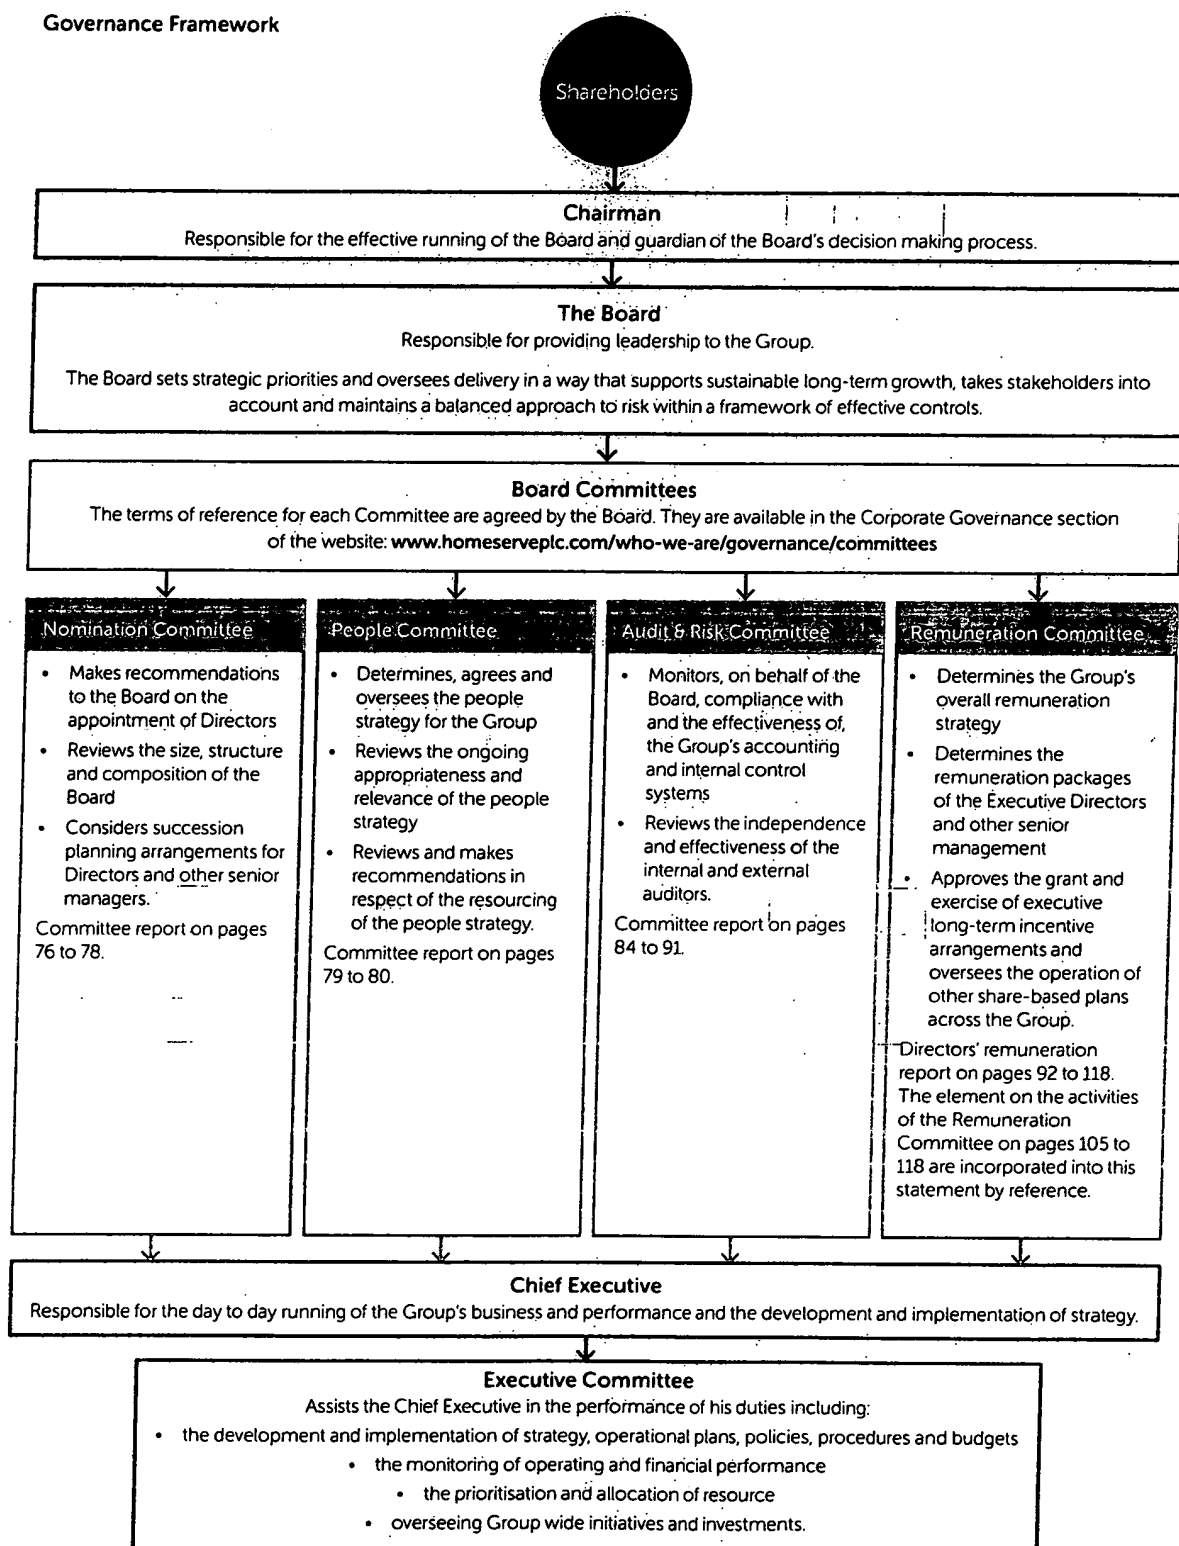 Governance Framework
Shareholders
Chairman
Responsible for the effective running of the Board and guardian of the Board's decision making process.
The Board
Responsible for providing leadership to the Group.
The Board sets strategic priorities and oversees delivery in a way that supports sustainable long-term growth, takes stakeholders into
account and maintains a balanced approach to risk within a framework of effective controls.
Board Committees
The terms of reference for each Committee are agreed by the Board. They are available in the Corporate Governance section
of the website: www.homeserveplc.com/who-we-are/governance/committees
Nomination Committee
• Makes recommendations
to the Board on the
appointment of Directors
• Reviews the size, structure
and composition of the
Board
• Considers succession
planning arrangements for
Directors and other senior
managers.
Committee report on pages
76 to 78.
People Committee
• Determines, agrees and
oversees the people
strategy for the Group
• Reviews the ongoing
appropriateness and
relevance of the people
strategy
• Reviews and makes
recommendations in
respect of the resourcing
of the people strategy.
Committee report on pages
79 to 80.
Audit & Risk Committee
• Monitors, on behalf of the
Board, compliance with
and the effectiveness of,
the Group's accounting
and internal control
systems
• Reviews the independence
and effectiveness of the
internal and external
auditors.
Committee report on pages
84 to 91.
Remuneration Committee
• Determines the Group's
overall remuneration
strategy
• Determines the
remuneration packages
of the Executive Directors
and other senior
management
• Approves the grant and
exercise of executive
long-term incentive
arrangements and
oversees the operation of
other share-based plans
across the Group.
Directors' remuneration
report on pages 92 to 118.
The element on the activities
of the Remuneration
Committee on pages 105 to
118 are incorporated into this
statement by reference.
Chief Executive
Responsible for the day to day running of the Group's business and performance and the development and implementation of strategy.
Executive Committee
Assists the Chief Executive in the performance of his duties including:
• the development and implementation of strategy, operational plans, policies, procedures and budgets
• the monitoring of operating and financial performance
• the prioritisation and allocation of resource
• overseeing Group wide initiatives and investments.